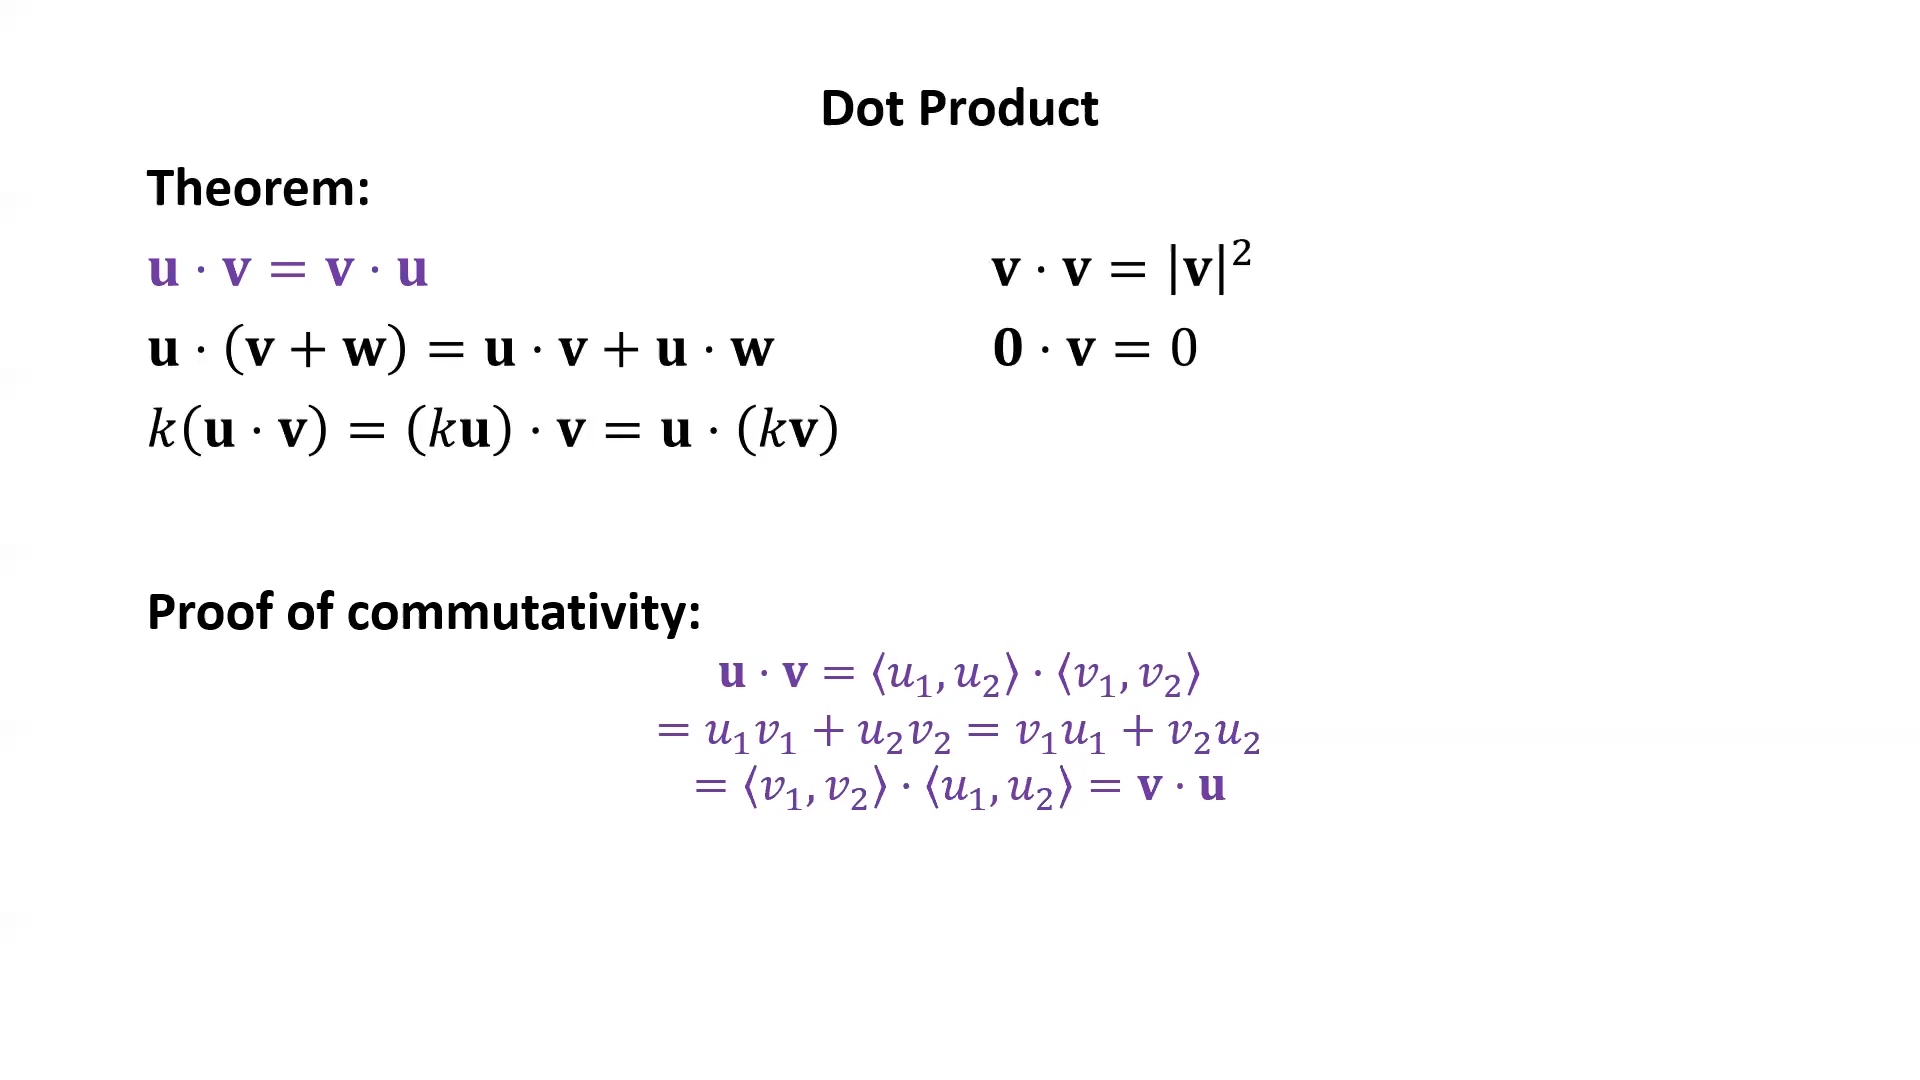 Dot Product
Theorem:
𝐮 · 𝐯 = 𝐯 · 𝐮
𝐮 · (𝐯 + 𝐰) = 𝐮 · 𝐯 + 𝐮 · 𝐰
𝑘(𝐮 · 𝐯) = (𝑘𝐮) · 𝐯 = 𝐮 · (𝑘𝐯)
𝐯 · 𝐯 = |𝐯|²
𝟎 · 𝐯 = 0
Proof of commutativity:
𝐮 · 𝐯 = ⟨𝑢₁, 𝑢₂⟩ · ⟨𝑣₁, 𝑣₂⟩
= 𝑢₁𝑣₁ + 𝑢₂𝑣₂ = 𝑣₁𝑢₁ + 𝑣₂𝑢₂
= ⟨𝑣₁, 𝑣₂⟩ · ⟨𝑢₁, 𝑢₂⟩ = 𝐯 · 𝐮